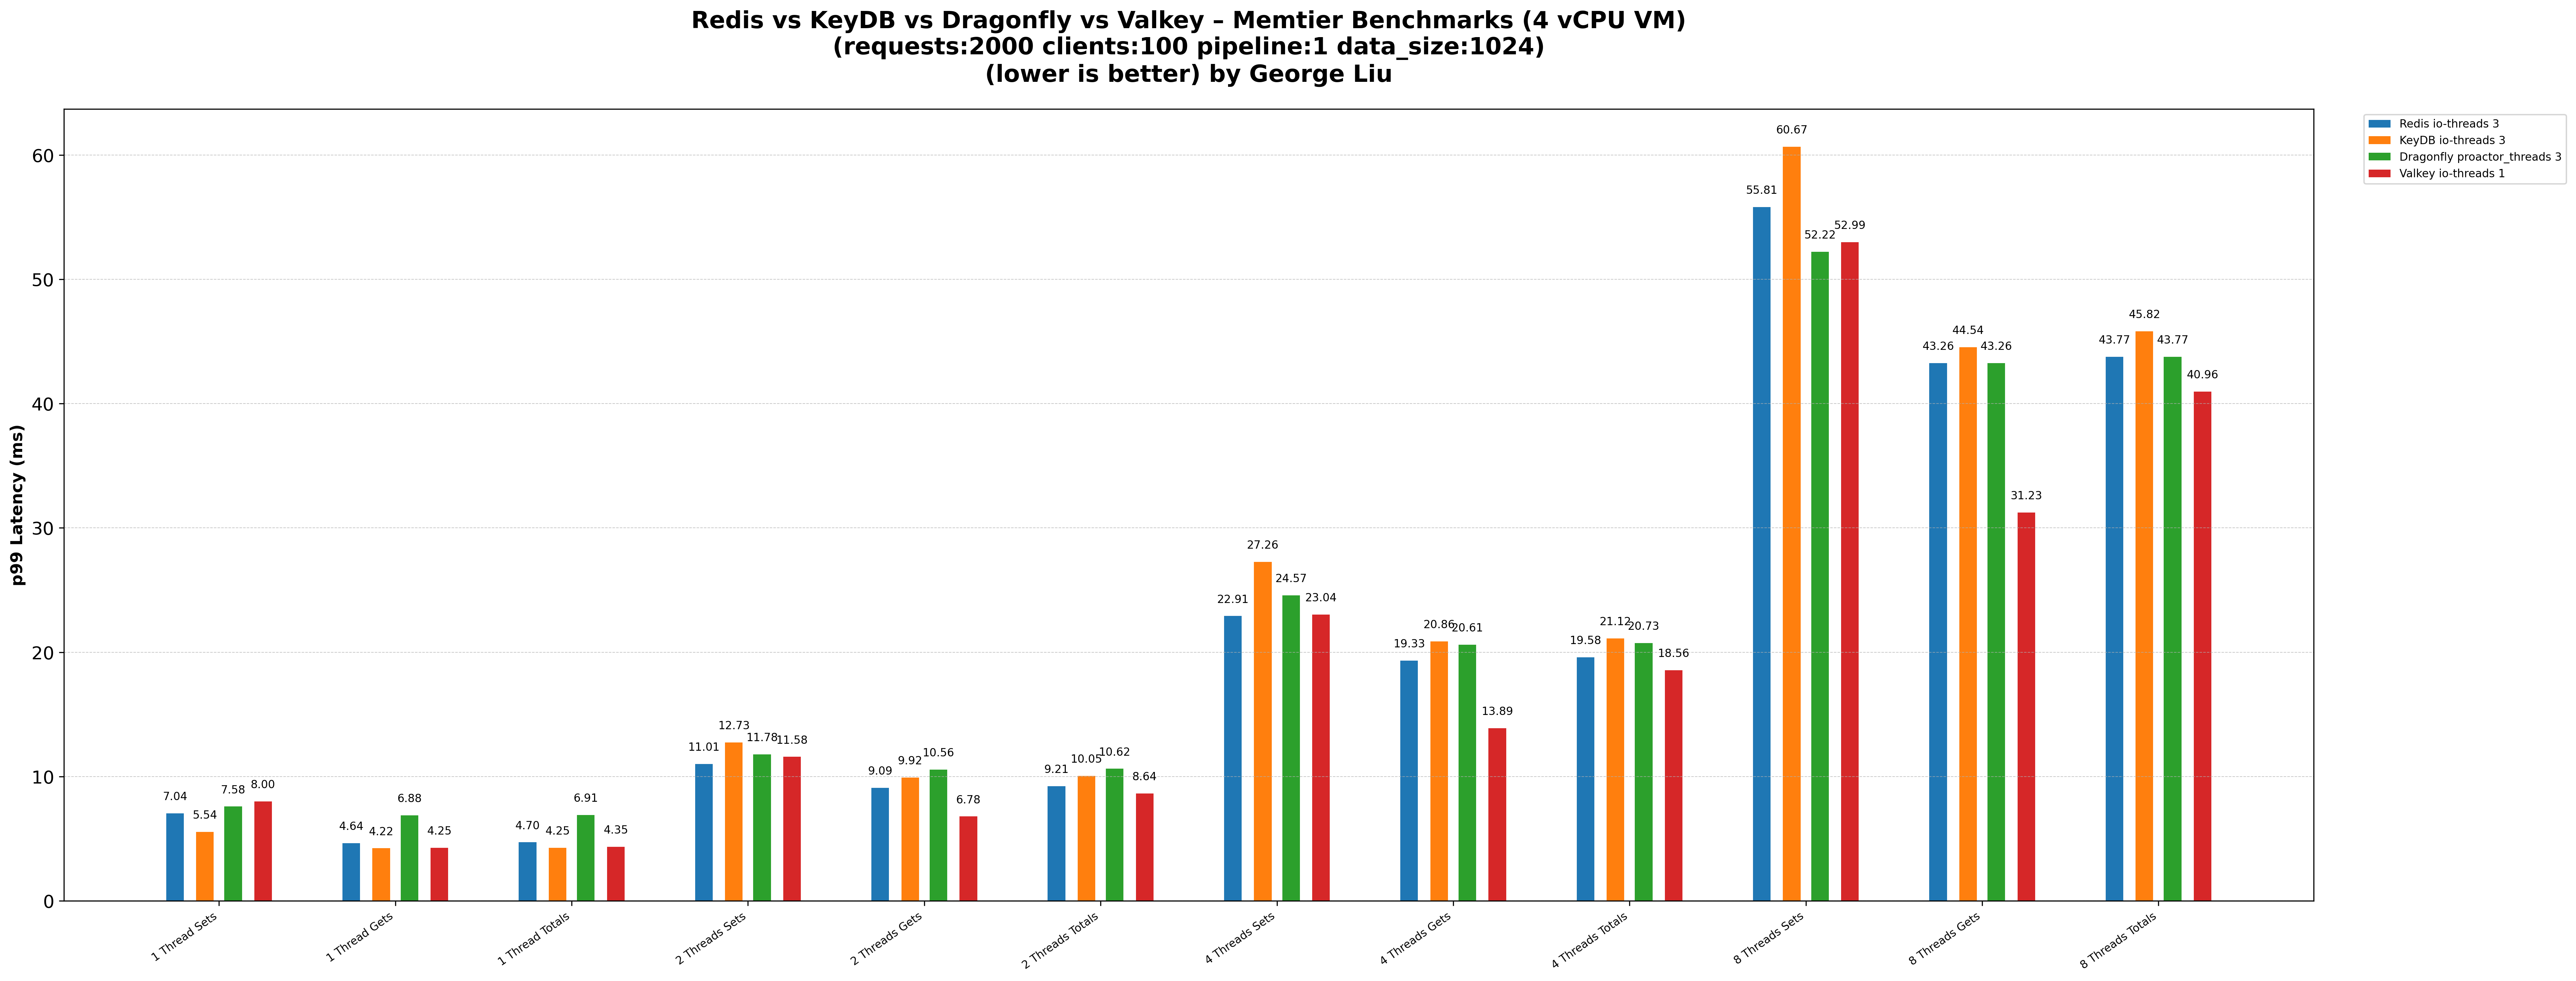 Redis vs KeyDB vs Dragonfly vs Valkey – Memtier Benchmarks (4 vCPU VM)
(requests:2000 clients:100 pipeline:1 data_size:1024)
(lower is better) by George Liu
Redis io-threads 3
KeyDB io-threads 3
Dragonfly proactor_threads 3
Valkey io-threads 1
p99 Latency (ms)
60
50
40
30
20
10
0
7.04
5.54
7.58
8.00
4.64
4.22
6.88
4.25
4.70
4.25
6.91
4.35
11.01
12.73
11.78
11.58
9.09
9.92
10.56
6.78
9.21
10.05
10.62
8.64
22.91
27.26
24.57
23.04
19.33
20.86
20.61
13.89
19.58
21.12
20.73
18.56
55.81
60.67
52.22
52.99
43.26
44.54
43.26
31.23
43.77
45.82
43.77
40.96
1 Thread Sets
1 Thread Gets
1 Thread Totals
2 Threads Sets
2 Threads Gets
2 Threads Totals
4 Threads Sets
4 Threads Gets
4 Threads Totals
8 Threads Sets
8 Threads Gets
8 Threads Totals